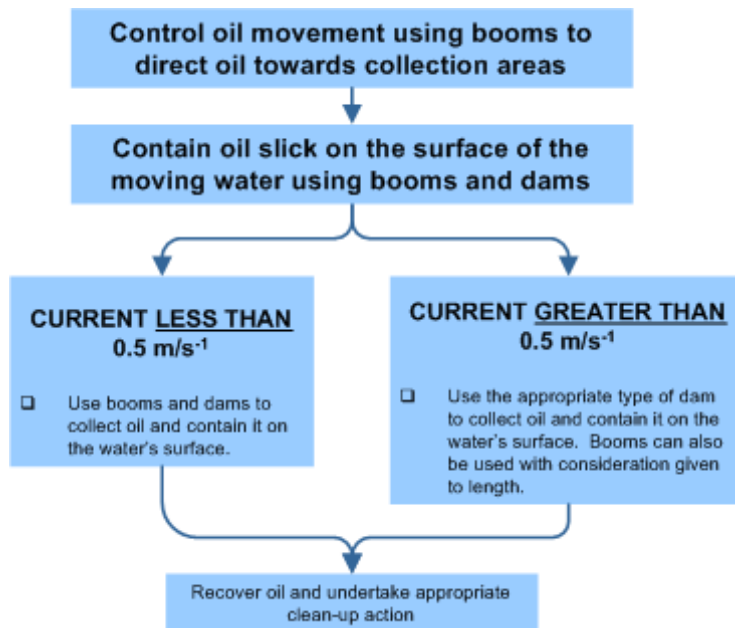 Control oil movement using booms to
direct oil towards collection areas
Contain oil slick on the surface of the
moving water using booms and dams
CURRENT LESS THAN
0.5 m/s⁻¹
❑ Use booms and dams to
collect oil and contain it on
the water's surface.
CURRENT GREATER THAN
0.5 m/s⁻¹
❑ Use the appropriate type of dam
to collect oil and contain it on the
water's surface. Booms can also
be used with consideration given
to length.
Recover oil and undertake appropriate
clean-up action